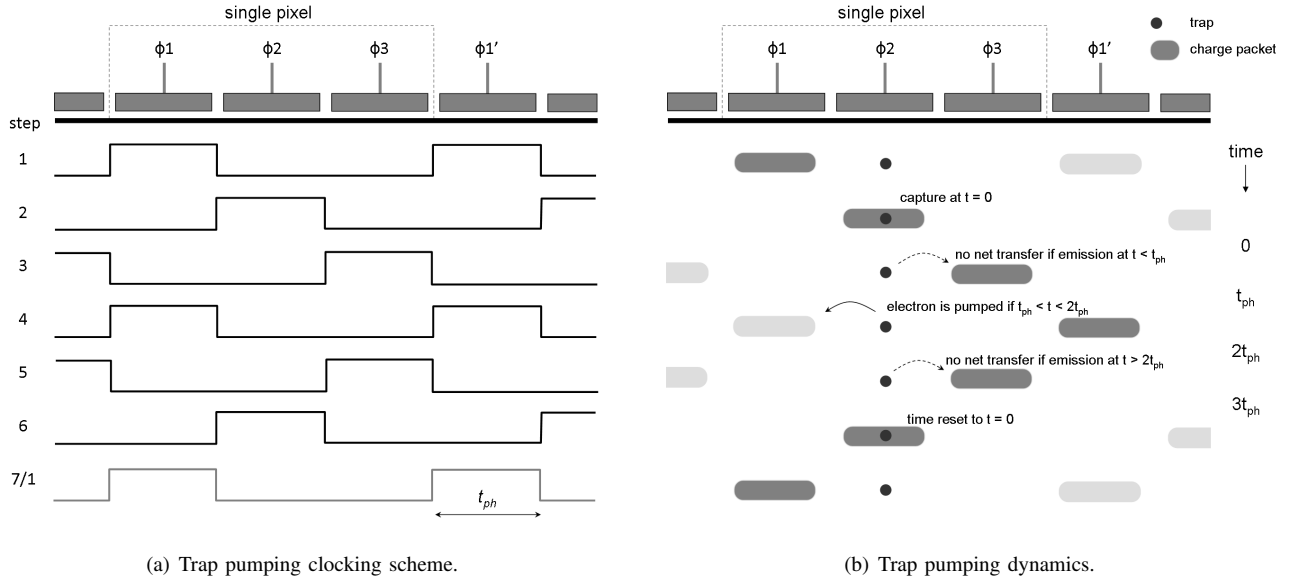 single pixel
ϕ1 ϕ2 ϕ3 ϕ1’
step
1
2
3
4
5
6
7/1
t_ph
(a) Trap pumping clocking scheme.
single pixel
ϕ1 ϕ2 ϕ3 ϕ1’
trap
charge packet
time
capture at t = 0
0
no net transfer if emission at t < t_ph
t_ph
electron is pumped if t_ph < t < 2t_ph
2t_ph
no net transfer if emission at t > 2t_ph
3t_ph
time reset to t = 0
(b) Trap pumping dynamics.